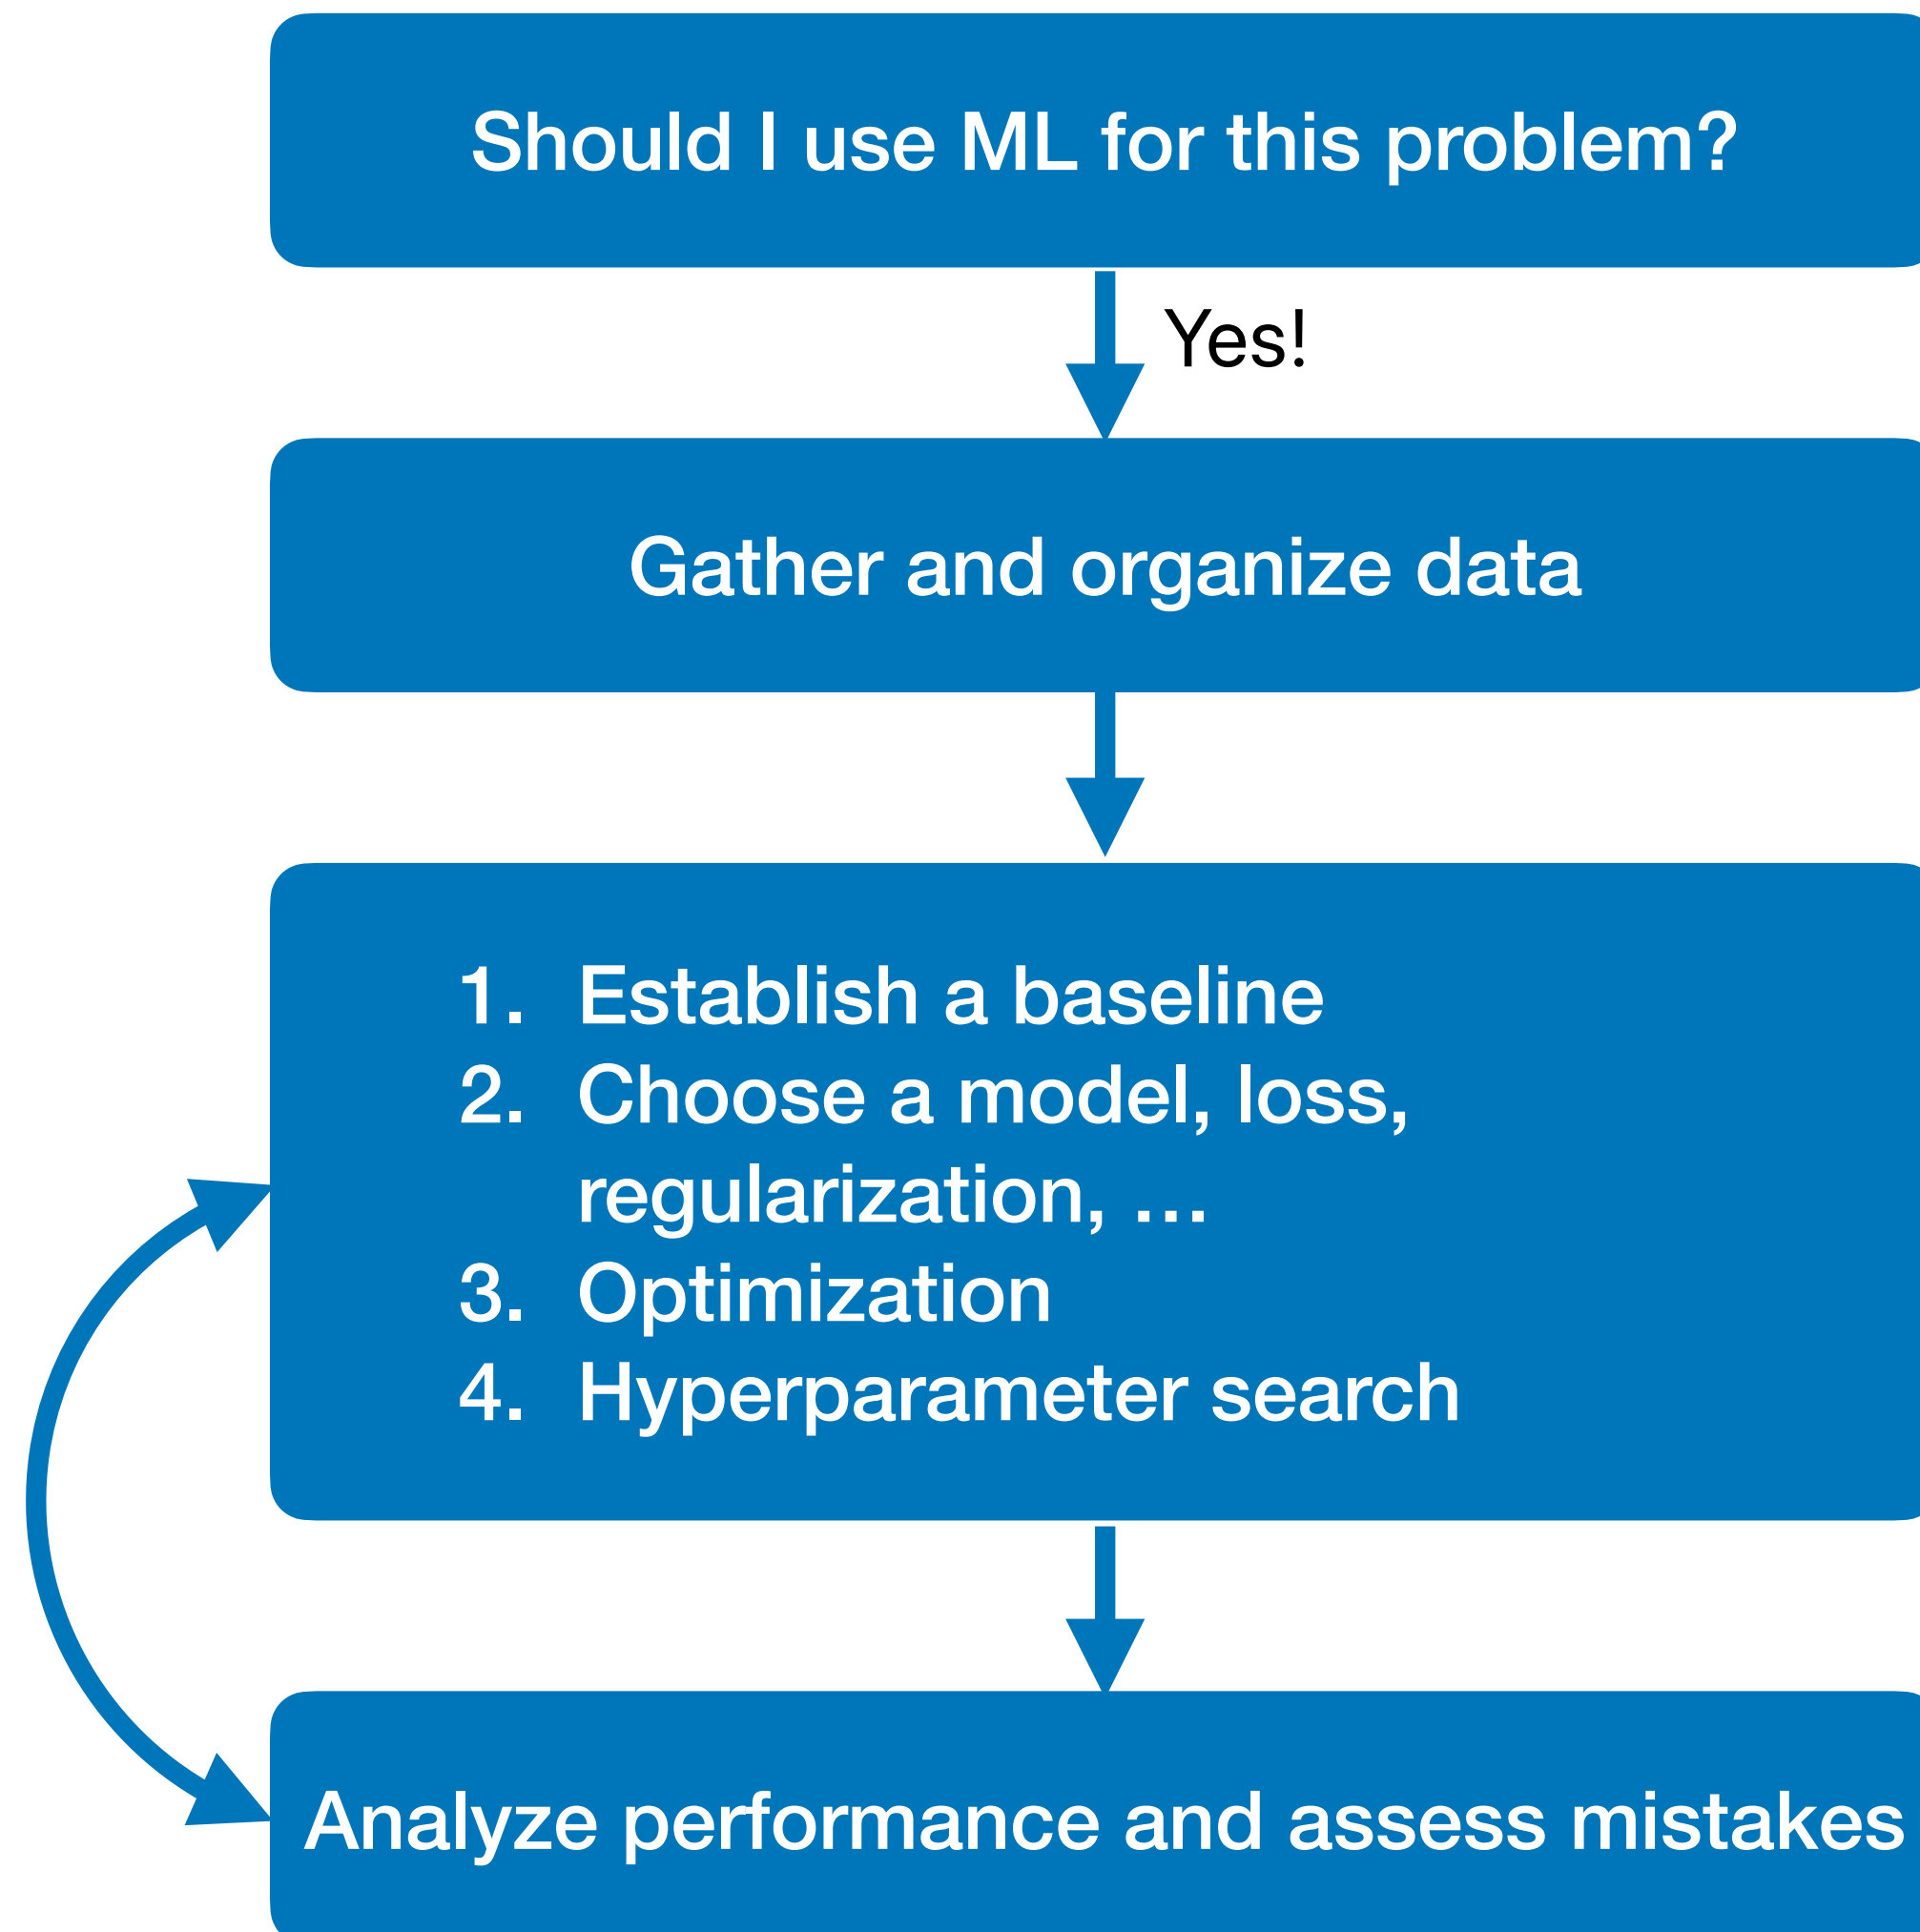 Should I use ML for this problem?
Yes!
Gather and organize data
1. Establish a baseline
2. Choose a model, loss,
regularization, ...
3. Optimization
4. Hyperparameter search
Analyze performance and assess mistakes